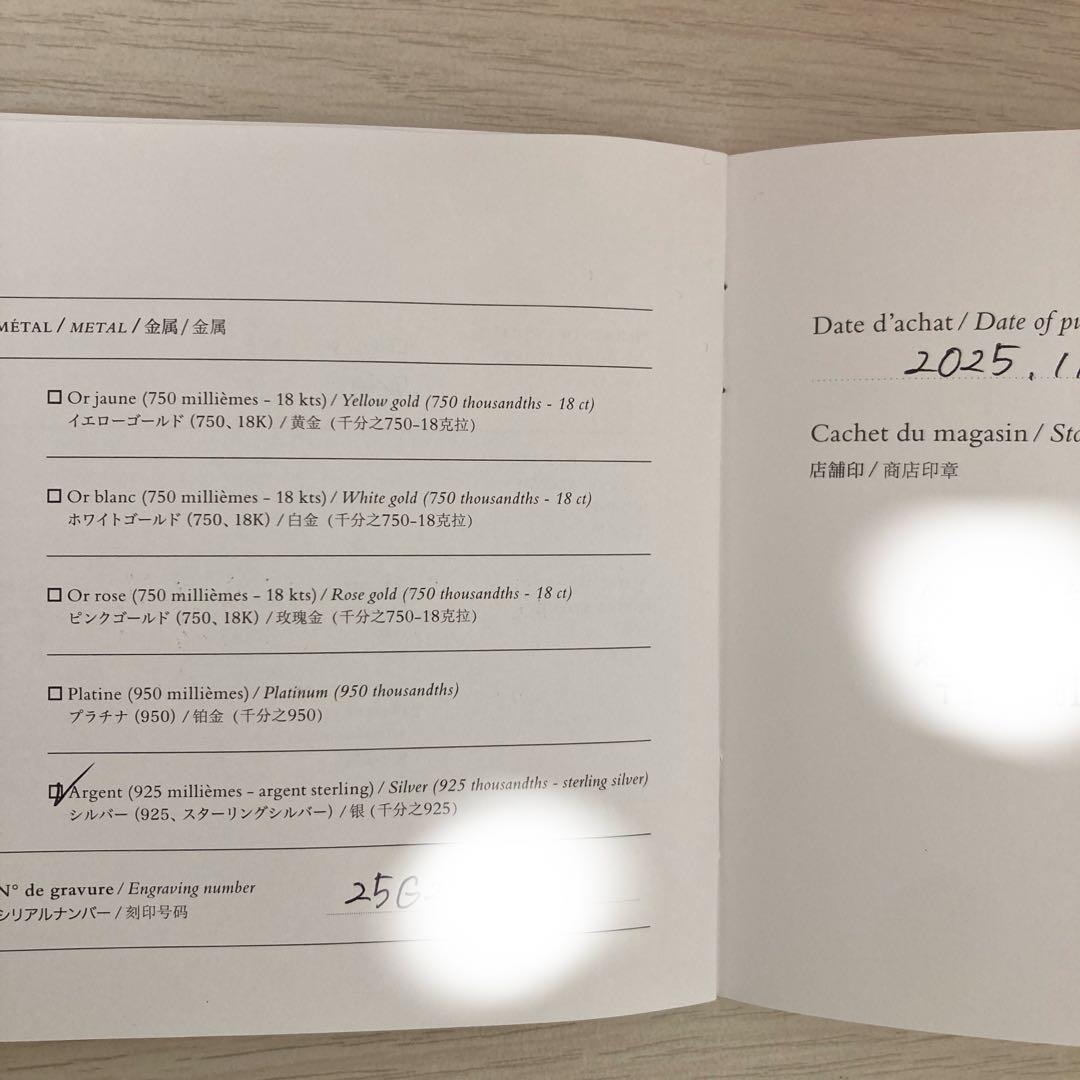 MÉTAL / METAL / 金属 / 金属
Or jaune (750 millièmes – 18 kts) / Yellow gold (750 thousandths - 18 ct)
イエローゴールド (750、18K) / 黄金 (千分之750-18克拉)
Or blanc (750 millièmes – 18 kts) / White gold (750 thousandths - 18 ct)
ホワイトゴールド (750、18K) / 白金 (千分之750-18克拉)
Or rose (750 millièmes – 18 kts) / Rose gold (750 thousandths - 18 ct)
ピンクゴールド (750、18K) / 玫瑰金 (千分之750-18克拉)
Platine (950 millièmes) / Platinum (950 thousandths)
プラチナ (950) / 铂金 (千分之950)
Argent (925 millièmes – argent sterling) / Silver (925 thousandths - sterling silver)
シルバー (925、スターリングシルバー) / 银 (千分之925)
N° de gravure / Engraving number
25G
シリアルナンバー / 刻印号码
Date d'achat / Date of
2025.
Cachet du magasin /
店舗印 / 商店印章